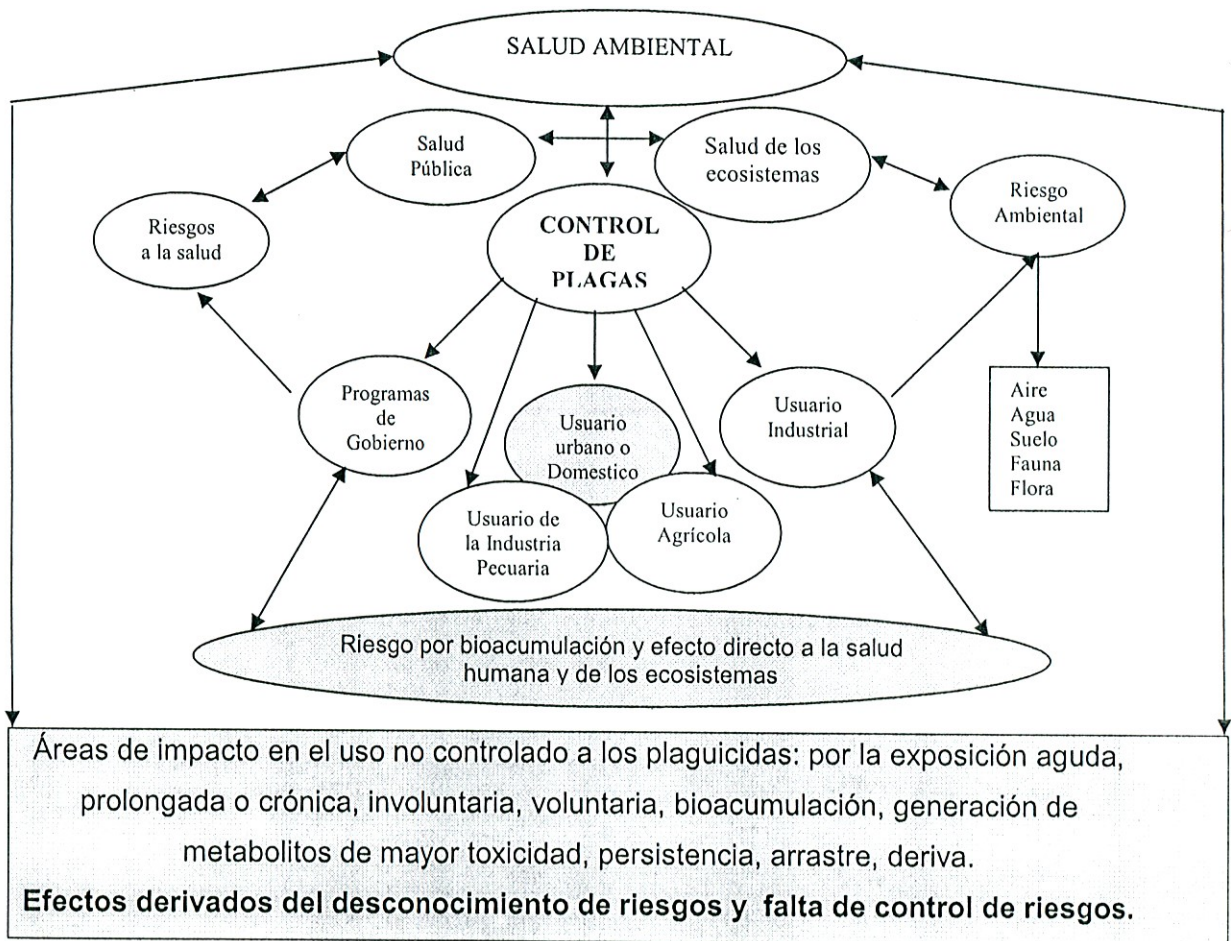 SALUD AMBIENTAL
Salud
Pública
Salud de los
ecosistemas
Riesgos
a la salud
CONTROL
DE
PLAGAS
Riesgo
Ambiental
Programas
de
Gobierno
Usuario
urbano o
Domestico
Usuario
Industrial
Aire
Agua
Suelo
Fauna
Flora
Usuario de
la Industria
Pecuaria
Usuario
Agrícola
Riesgo por bioacumulación y efecto directo a la salud
humana y de los ecosistemas
Áreas de impacto en el uso no controlado a los plaguicidas: por la exposición aguda,
prolongada o crónica, involuntaria, voluntaria, bioacumulación, generación de
metabolitos de mayor toxicidad, persistencia, arrastre, deriva.
Efectos derivados del desconocimiento de riesgos y falta de control de riesgos.